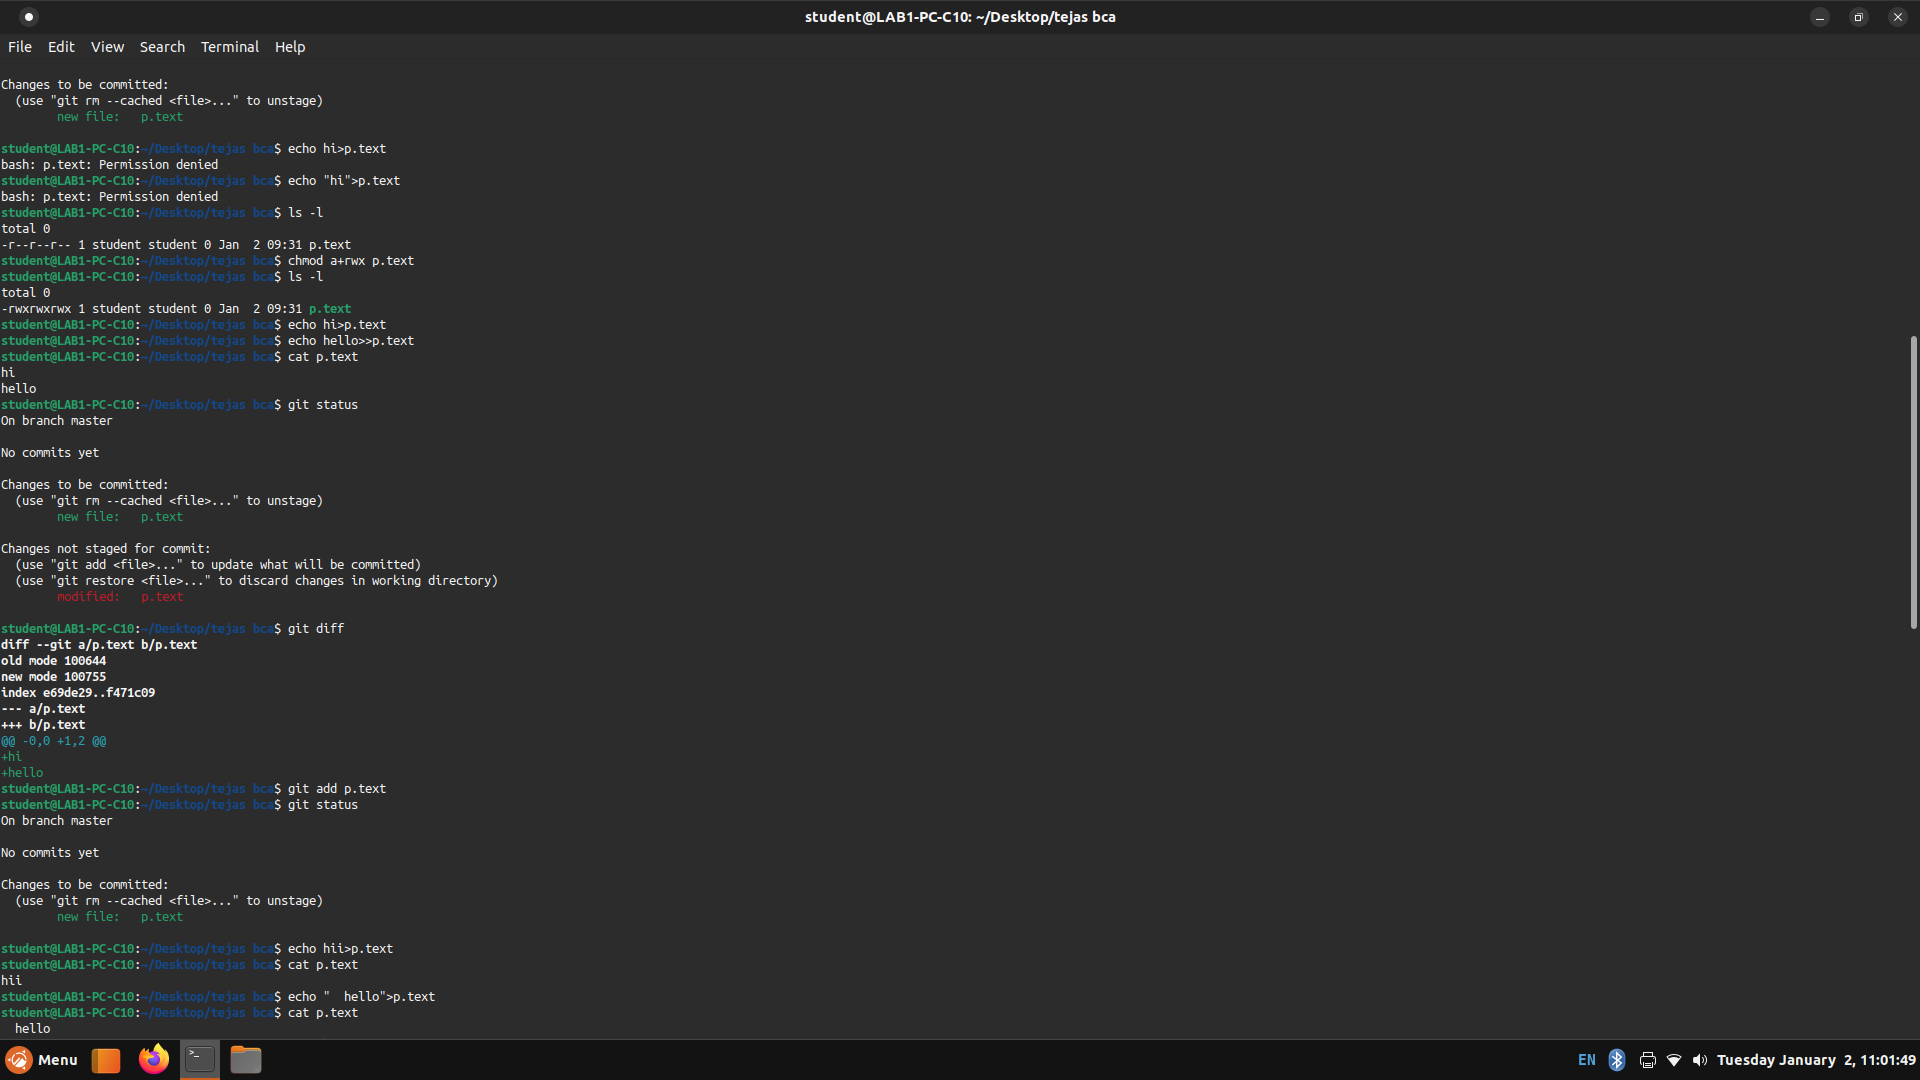 student@LAB1-PC-C10: ~/Desktop/tejas bca
File Edit View Search Terminal Help
Changes to be committed:
  (use "git rm --cached <file>..." to unstage)
        new file:   p.text
student@LAB1-PC-C10:~/Desktop/tejas bca$ echo hi>p.text
bash: p.text: Permission denied
student@LAB1-PC-C10:~/Desktop/tejas bca$ echo "hi">p.text
bash: p.text: Permission denied
student@LAB1-PC-C10:~/Desktop/tejas bca$ ls -l
total 0
-r--r--r-- 1 student student 0 Jan  2 09:31 p.text
student@LAB1-PC-C10:~/Desktop/tejas bca$ chmod a+rwx p.text
student@LAB1-PC-C10:~/Desktop/tejas bca$ ls -l
total 0
-rwxrwxrwx 1 student student 0 Jan  2 09:31 p.text
student@LAB1-PC-C10:~/Desktop/tejas bca$ echo hi>p.text
student@LAB1-PC-C10:~/Desktop/tejas bca$ echo hello>>p.text
student@LAB1-PC-C10:~/Desktop/tejas bca$ cat p.text
hi
hello
student@LAB1-PC-C10:~/Desktop/tejas bca$ git status
On branch master
No commits yet
Changes to be committed:
  (use "git rm --cached <file>..." to unstage)
        new file:   p.text
Changes not staged for commit:
  (use "git add <file>..." to update what will be committed)
  (use "git restore <file>..." to discard changes in working directory)
        modified:   p.text
student@LAB1-PC-C10:~/Desktop/tejas bca$ git diff
diff --git a/p.text b/p.text
old mode 100644
new mode 100755
index e69de29..f471c09
--- a/p.text
+++ b/p.text
@@ -0,0 +1,2 @@
+hi
+hello
student@LAB1-PC-C10:~/Desktop/tejas bca$ git add p.text
student@LAB1-PC-C10:~/Desktop/tejas bca$ git status
On branch master
No commits yet
Changes to be committed:
  (use "git rm --cached <file>..." to unstage)
        new file:   p.text
student@LAB1-PC-C10:~/Desktop/tejas bca$ echo hii>p.text
student@LAB1-PC-C10:~/Desktop/tejas bca$ cat p.text
hii
student@LAB1-PC-C10:~/Desktop/tejas bca$ echo "  hello">p.text
student@LAB1-PC-C10:~/Desktop/tejas bca$ cat p.text
  hello
Menu EN Tuesday January  2, 11:01:49